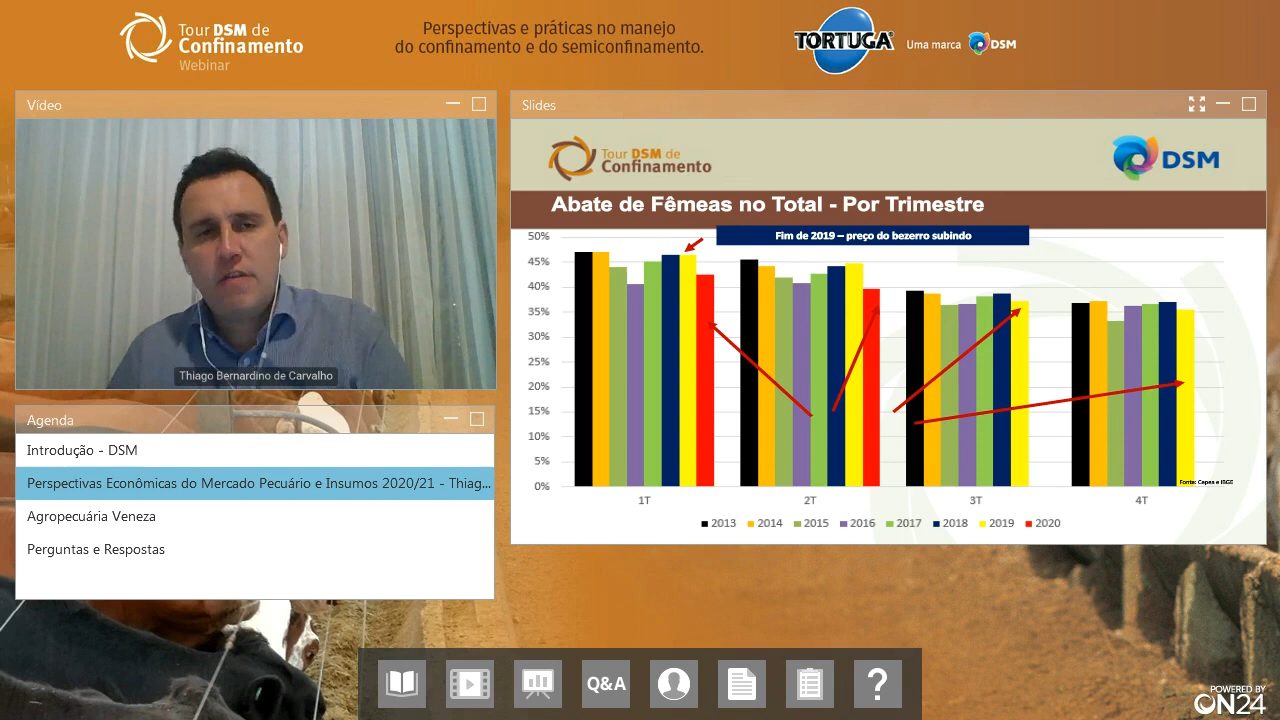 Tour DSM de
Confinamento
Webinar
Perspectivas e práticas no manejo
do confinamento e do semiconfinamento.
TORTUGA
Uma marca DSM
Vídeo
Thiago Bernardino de Carvalho
Slides
Tour DSM de
Confinamento
DSM
Abate de Fêmeas no Total - Por Trimestre
Fim de 2019 – preço do bezerro subindo
50%
45%
40%
35%
30%
25%
20%
15%
10%
5%
0%
Fonte: Cepea e IBGE
1T 2T 3T 4T
2013 2014 2015 2016 2017 2018 2019 2020
Agenda
Introdução - DSM
Perspectivas Econômicas do Mercado Pecuário e Insumos 2020/21 - Thiag...
Agropecuária Veneza
Perguntas e Respostas
Q&A
?
POWERED BY
ON24